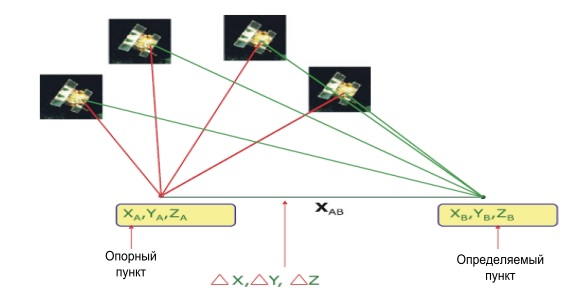 X_AB
X_A,Y_A,Z_A
X_B,Y_B,Z_B
Опорный
пункт
Определяемый
пункт
△X,△Y, △Z